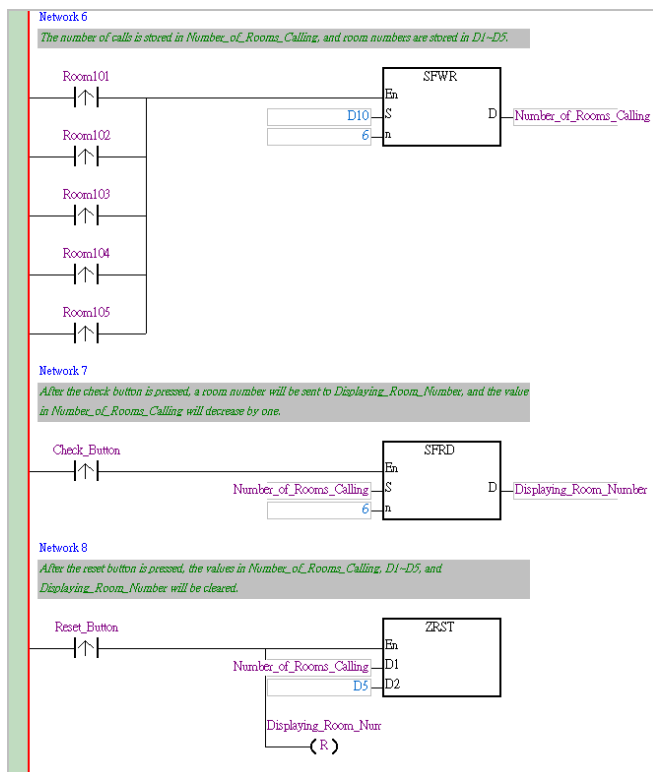 Network 6
The number of calls is stored in Number_of_Rooms_Calling, and room numbers are stored in D1~D5.
Room101
SFWR
En
D10 S D Number_of_Rooms_Calling
6 n
Room102
Room103
Room104
Room105
Network 7
After the check button is pressed, a room number will be sent to Displaying_Room_Number, and the value
in Number_of_Rooms_Calling will decrease by one.
Check_Button
SFRD
En
Number_of_Rooms_Calling S D Displaying_Room_Number
6 n
Network 8
After the reset button is pressed, the values in Number_of_Rooms_Calling, D1~D5, and
Displaying_Room_Number will be cleared.
Reset_Button
ZRST
En
Number_of_Rooms_Calling D1
D5 D2
Displaying_Room_Num
R